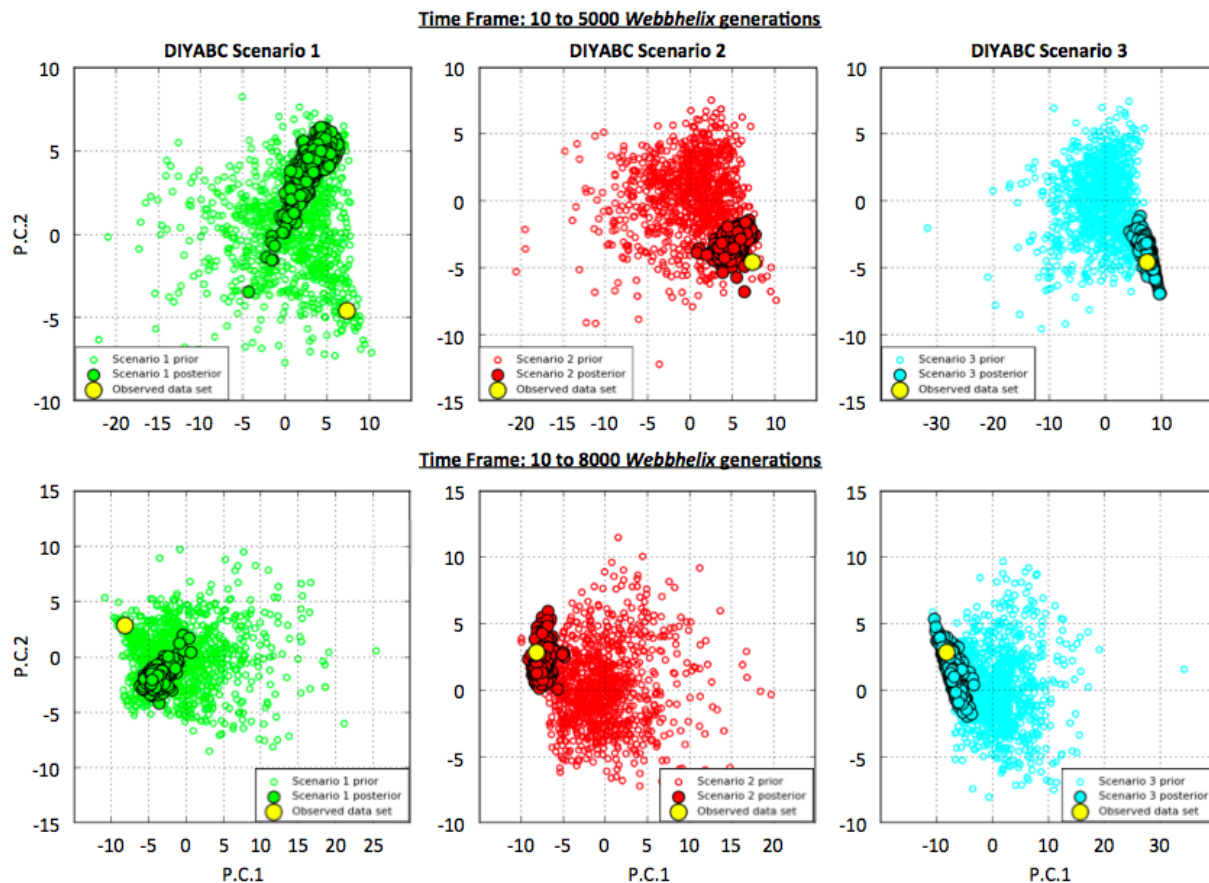 Time Frame: 10 to 5000 Webbhelix generations
DIYABC Scenario 1
DIYABC Scenario 2
DIYABC Scenario 3
P.C.2
10
5
0
-5
-10
-20 -15 -10 -5 0 5 10
Scenario 1 prior
Scenario 1 posterior
Observed data set
10
5
0
-5
-10
-15
-20 -15 -10 -5 0 5 10
Scenario 2 prior
Scenario 2 posterior
Observed data set
10
5
0
-5
-10
-15
-30 -20 -10 0 10
Scenario 3 prior
Scenario 3 posterior
Observed data set
Time Frame: 10 to 8000 Webbhelix generations
P.C.2
15
10
5
0
-5
-10
-15
-10 -5 0 5 10 15 20 25
Scenario 1 prior
Scenario 1 posterior
Observed data set
P.C.1
15
10
5
0
-5
-10
-10 -5 0 5 10 15 20
Scenario 2 prior
Scenario 2 posterior
Observed data set
P.C.1
15
10
5
0
-5
-10
-10 0 10 20 30
Scenario 3 prior
Scenario 3 posterior
Observed data set
P.C.1